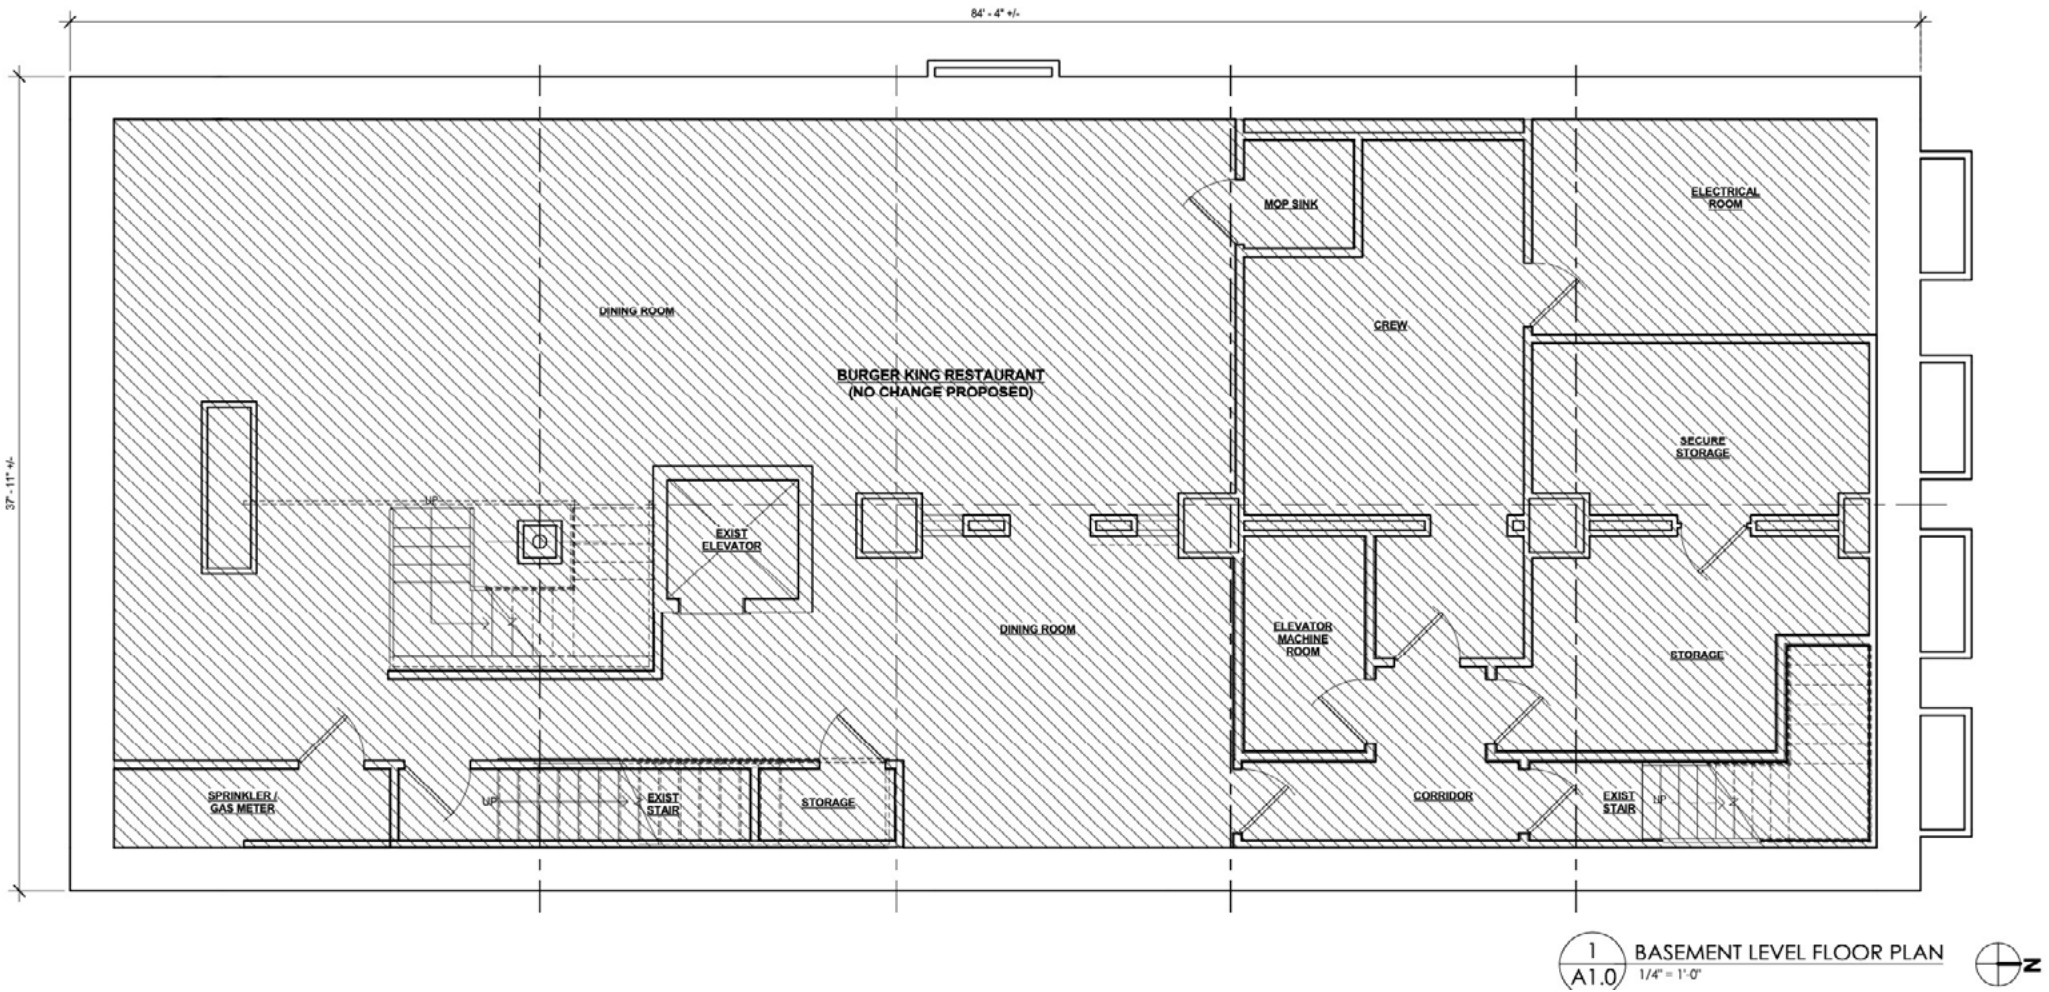 84' - 4" +/-
37' - 11" +/-
MOP SINK
ELECTRICAL
ROOM
DINING ROOM
CREW
BURGER KING RESTAURANT
(NO CHANGE PROPOSED)
SECURE
STORAGE
UP
EXIST
ELEVATOR
DINING ROOM
ELEVATOR
MACHINE
ROOM
STORAGE
SPRINKLER /
GAS METER
UP
EXIST
STAIR
STORAGE
CORRIDOR
EXIST
STAIR
UP
1
A1.0
BASEMENT LEVEL FLOOR PLAN
1/4" = 1'-0"
N